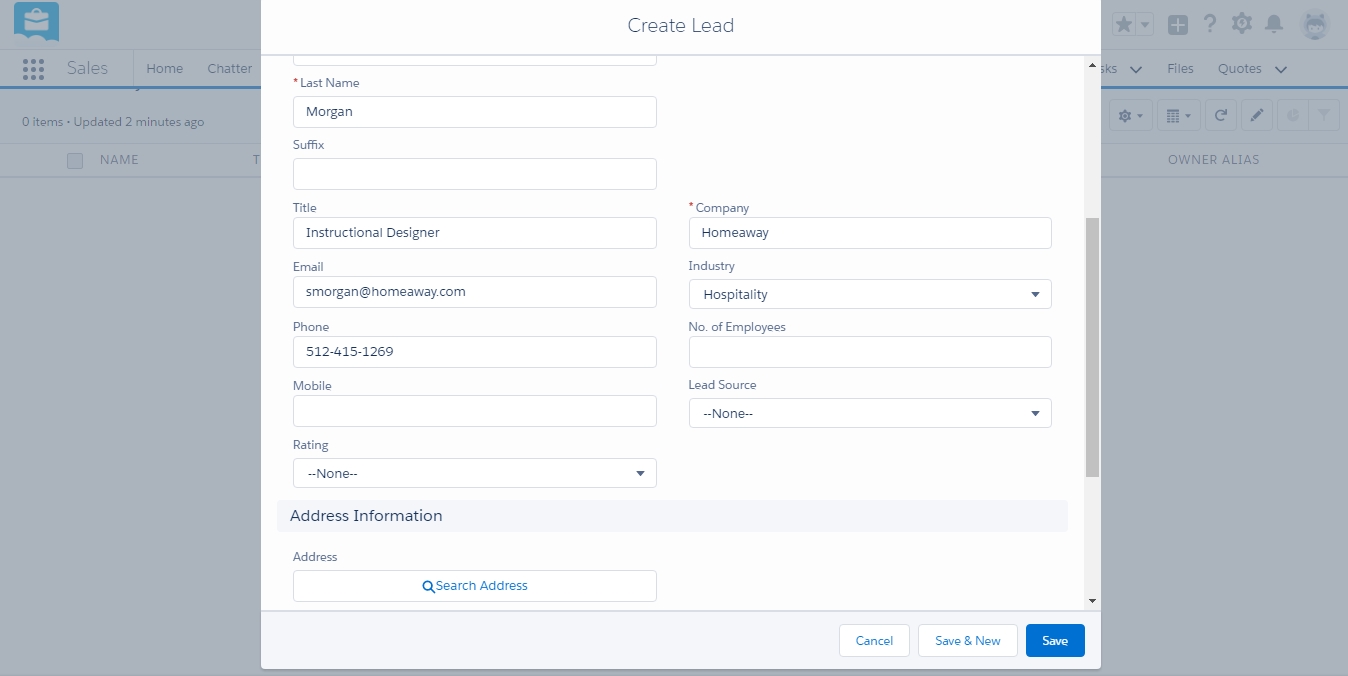 Create Lead
Sales
Home
Chatter
sks
Files
Quotes
0 items • Updated 2 minutes ago
NAME
T
OWNER ALIAS
*Last Name
Morgan
Suffix
Title
Instructional Designer
*Company
Homeaway
Email
smorgan@homeaway.com
Industry
Hospitality
Phone
512-415-1269
No. of Employees
Mobile
Lead Source
--None--
Rating
--None--
Address Information
Address
Search Address
Cancel
Save & New
Save